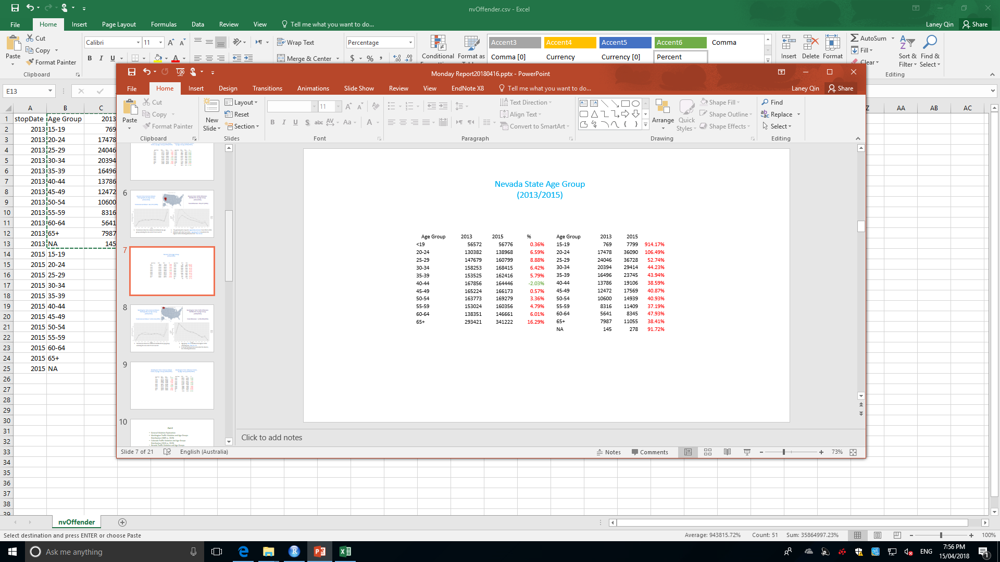 nvOffender.csv - Excel
File Home Insert Page Layout Formulas Data Review View Tell me what you want to do... Laney Qin Share
Paste Cut Copy Format Painter Clipboard
Calibri 11 Wrap Text Merge & Center Percentage
Conditional Format as
Accent3 Accent4 Accent5 Accent6 Comma
Comma [0] Currency Currency [0] Percent
Insert Delete Format
AutoSum Fill Clear Sort & Filter Find & Select Editing
E13
Monday Report20180416.pptx - PowerPoint
File Home Insert Design Transitions Animations Slide Show Review View EndNote X8 Tell me what you want to do... Laney Qin Share
Paste Cut Copy Format Painter Clipboard
New Slide Layout Reset Section Slides
11 Font
Text Direction Align Text Convert to SmartArt Paragraph
Arrange Quick Styles Shape Fill Shape Outline Shape Effects Drawing
Find Replace Select Editing
A B C Z AA AB AC
1 stopDate Age Group 2013
2 2013 15-19 769
3 2013 20-24 17478
4 2013 25-29 24046
5 2013 30-34 20394
6 2013 35-39 16496
7 2013 40-44 13786
8 2013 45-49 12472
9 2013 50-54 10600
10 2013 55-59 8316
11 2013 60-64 5641
12 2013 65+ 7987
13 2013 NA 145
14 2015 15-19
15 2015 20-24
16 2015 25-29
17 2015 30-34
18 2015 35-39
19 2015 40-44
20 2015 45-49
21 2015 50-54
22 2015 55-59
23 2015 60-64
24 2015 65+
25 2015 NA
26
27
28
29
30
31
32
33
34
35
36
37
38
39
6
7
8
9
10
Nevada State Age Group
(2013/2015)
Age Group 2013 2015 % Age Group 2013 2015
<19 56572 56776 0.36% 15-19 769 7799 914.17%
20-24 130382 138968 6.59% 20-24 17478 36090 106.49%
25-29 147679 160799 8.88% 25-29 24046 36728 52.74%
30-34 158253 168415 6.42% 30-34 20394 29414 44.23%
35-39 153525 162416 5.79% 35-39 16496 23745 43.94%
40-44 167856 164446 -2.03% 40-44 13786 19106 38.59%
45-49 165224 166173 0.57% 45-49 12472 17569 40.87%
50-54 163773 169279 3.36% 50-54 10600 14939 40.93%
55-59 153024 160356 4.79% 55-59 8316 11409 37.19%
60-64 138351 146661 6.01% 60-64 5641 8345 47.93%
65+ 293421 341222 16.29% 65+ 7987 11055 38.41%
NA 145 278 91.72%
Click to add notes
Slide 7 of 21 English (Australia) Notes Comments 73%
nvOffender
Select destination and press ENTER or choose Paste Average: 943815.72% Count: 51 Sum: 35864997.23% 100%
Ask me anything ENG 7:56 PM
15/04/2018